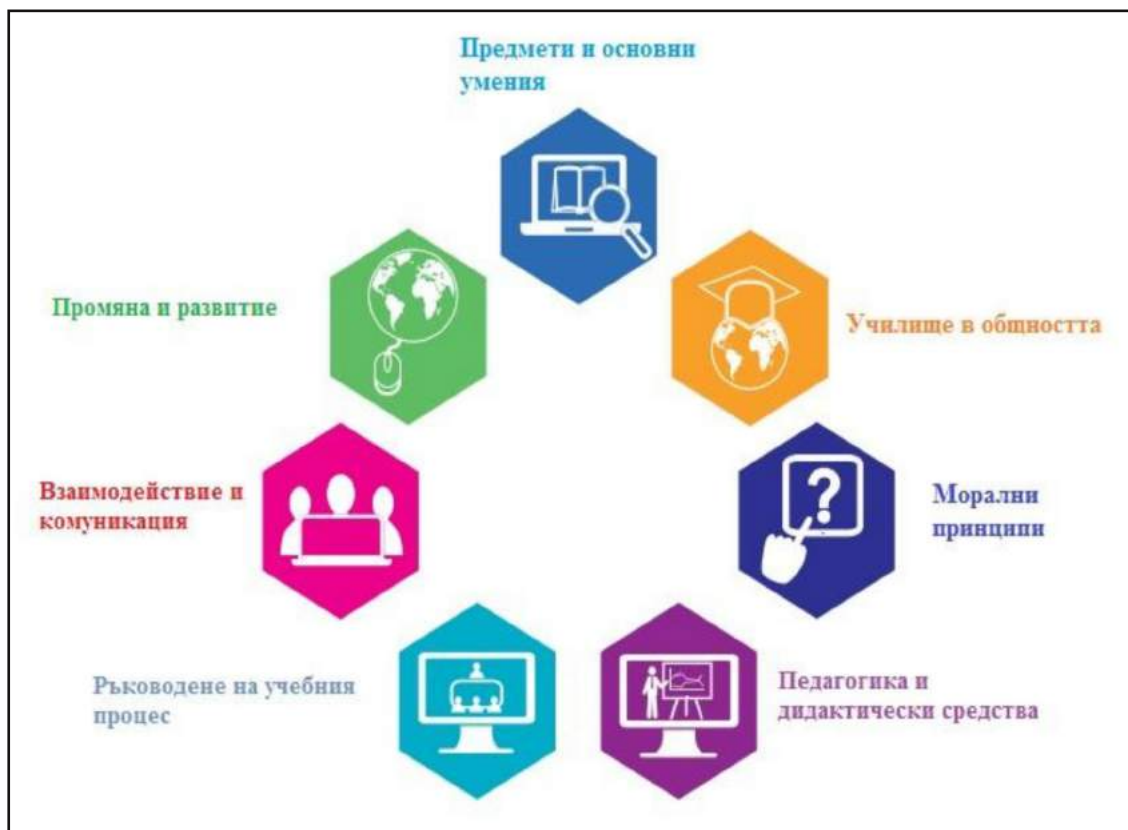 Предмети и основни
умения
Промяна и развитие
Училище в общността
Взаимодействие и
комуникация
Морални
принципи
Ръководене на учебния
процес
Педагогика и
дидактически средства
?